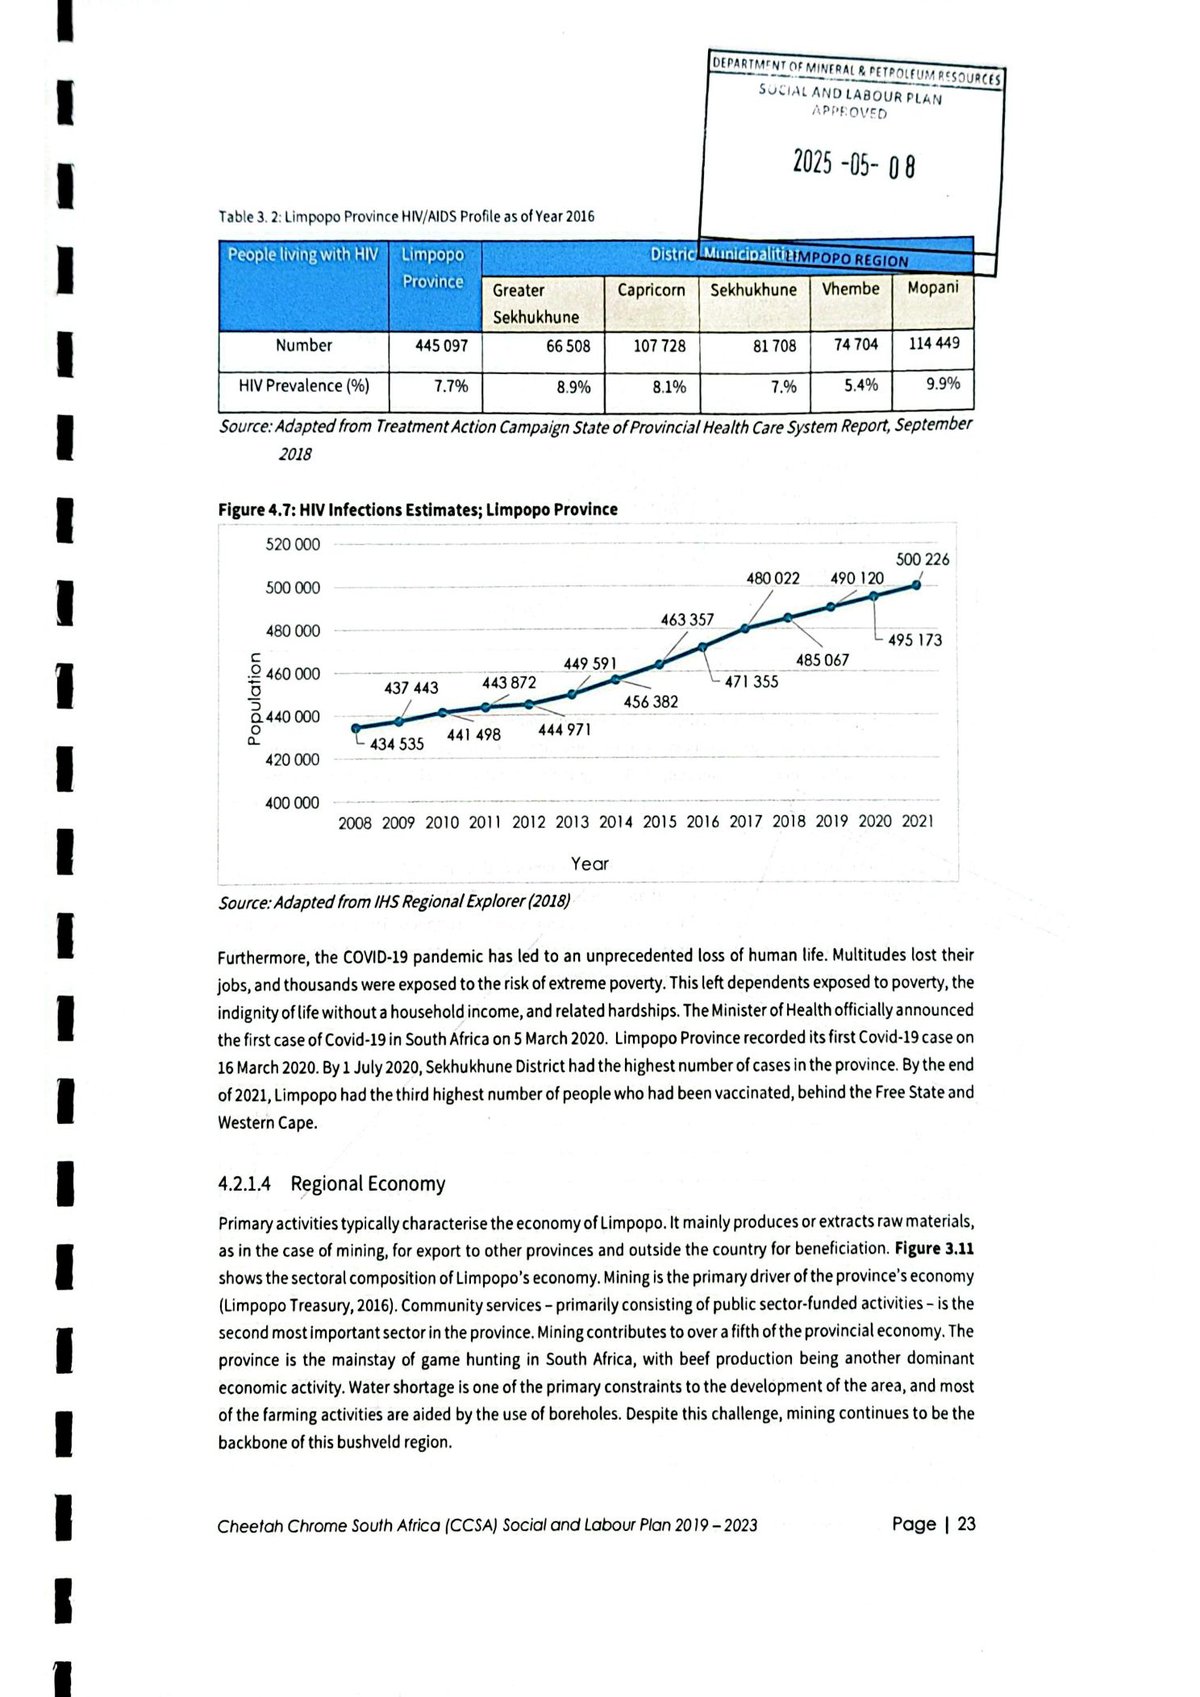 DEPARTMENT OF MINERAL & PETROLEUM RESOURCES
SOCIAL AND LABOUR PLAN
APPROVED
2025 -05- 08
LIMPOPO REGION
Table 3. 2: Limpopo Province HIV/AIDS Profile as of Year 2016
People living with HIV Limpopo Province District Municipalities
Greater Sekhukhune Capricorn Sekhukhune Vhembe Mopani
Number 445 097 66 508 107 728 81 708 74 704 114 449
HIV Prevalence (%) 7.7% 8.9% 8.1% 7.% 5.4% 9.9%
Source: Adapted from Treatment Action Campaign State of Provincial Health Care System Report, September
2018
Figure 4.7: HIV Infections Estimates; Limpopo Province
520 000
500 000
480 000
460 000
440 000
420 000
400 000
Population
434 535
437 443
441 498
443 872
444 971
449 591
456 382
463 357
471 355
480 022
485 067
490 120
495 173
500 226
2008 2009 2010 2011 2012 2013 2014 2015 2016 2017 2018 2019 2020 2021
Year
Source: Adapted from IHS Regional Explorer (2018)
Furthermore, the COVID-19 pandemic has led to an unprecedented loss of human life. Multitudes lost their
jobs, and thousands were exposed to the risk of extreme poverty. This left dependents exposed to poverty, the
indignity of life without a household income, and related hardships. The Minister of Health officially announced
the first case of Covid-19 in South Africa on 5 March 2020. Limpopo Province recorded its first Covid-19 case on
16 March 2020. By 1 July 2020, Sekhukhune District had the highest number of cases in the province. By the end
of 2021, Limpopo had the third highest number of people who had been vaccinated, behind the Free State and
Western Cape.
4.2.1.4 Regional Economy
Primary activities typically characterise the economy of Limpopo. It mainly produces or extracts raw materials,
as in the case of mining, for export to other provinces and outside the country for beneficiation. Figure 3.11
shows the sectoral composition of Limpopo's economy. Mining is the primary driver of the province's economy
(Limpopo Treasury, 2016). Community services – primarily consisting of public sector-funded activities – is the
second most important sector in the province. Mining contributes to over a fifth of the provincial economy. The
province is the mainstay of game hunting in South Africa, with beef production being another dominant
economic activity. Water shortage is one of the primary constraints to the development of the area, and most
of the farming activities are aided by the use of boreholes. Despite this challenge, mining continues to be the
backbone of this bushveld region.
Cheetah Chrome South Africa (CCSA) Social and Labour Plan 2019 – 2023 Page | 23